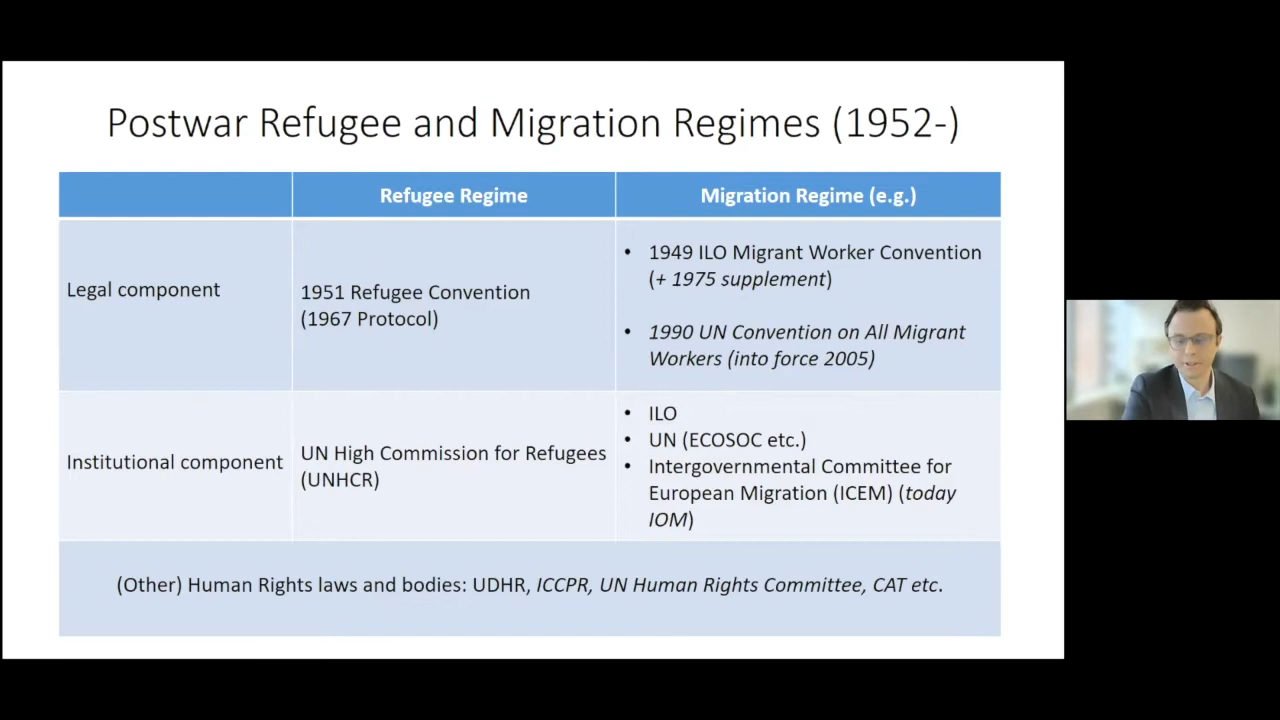 Postwar Refugee and Migration Regimes (1952-)
Refugee Regime
Migration Regime (e.g.)
Legal component
1951 Refugee Convention
(1967 Protocol)
• 1949 ILO Migrant Worker Convention
(+ 1975 supplement)
• 1990 UN Convention on All Migrant
Workers (into force 2005)
Institutional component
UN High Commission for Refugees
(UNHCR)
• ILO
• UN (ECOSOC etc.)
• Intergovernmental Committee for
European Migration (ICEM) (today
IOM)
(Other) Human Rights laws and bodies: UDHR, ICCPR, UN Human Rights Committee, CAT etc.